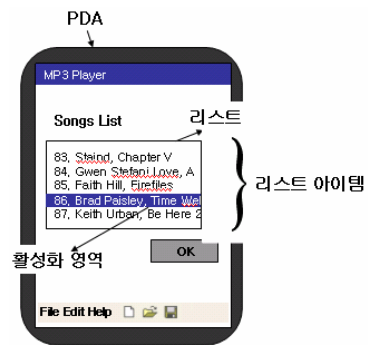 PDA
MP3 Player
Songs List
리스트
83, Staind, Chapter V
84, Gwen Stefani Love, A
85, Faith Hill, Fireflies
86, Brad Paisley, Time Wel
87, Keith Urban, Be Here 2
리스트 아이템
활성화 영역
OK
File Edit Help